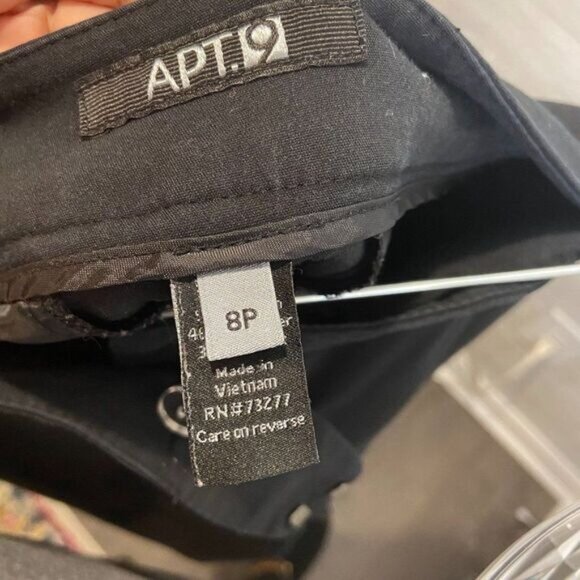 APT.9
8P
Made in
Vietnam
RN#73277
Care on reverse